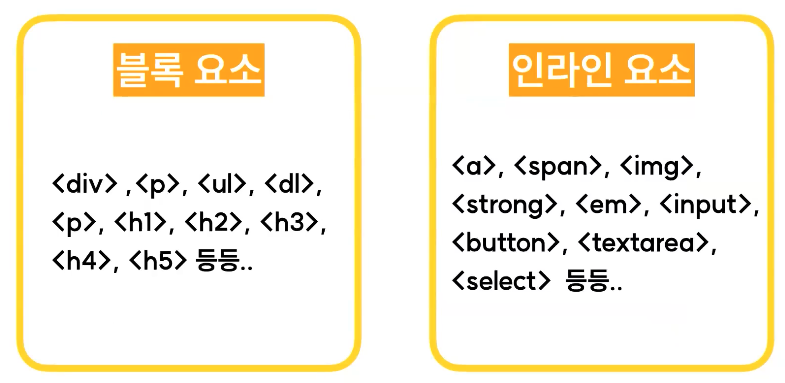 블록 요소
<div> ,<p>, <ul>, <dl>,
<p>, <h1>, <h2>, <h3>,
<h4>, <h5> 등등..
인라인 요소
<a>, <span>, <img>,
<strong>, <em>, <input>,
<button>, <textarea>,
<select>  등등..